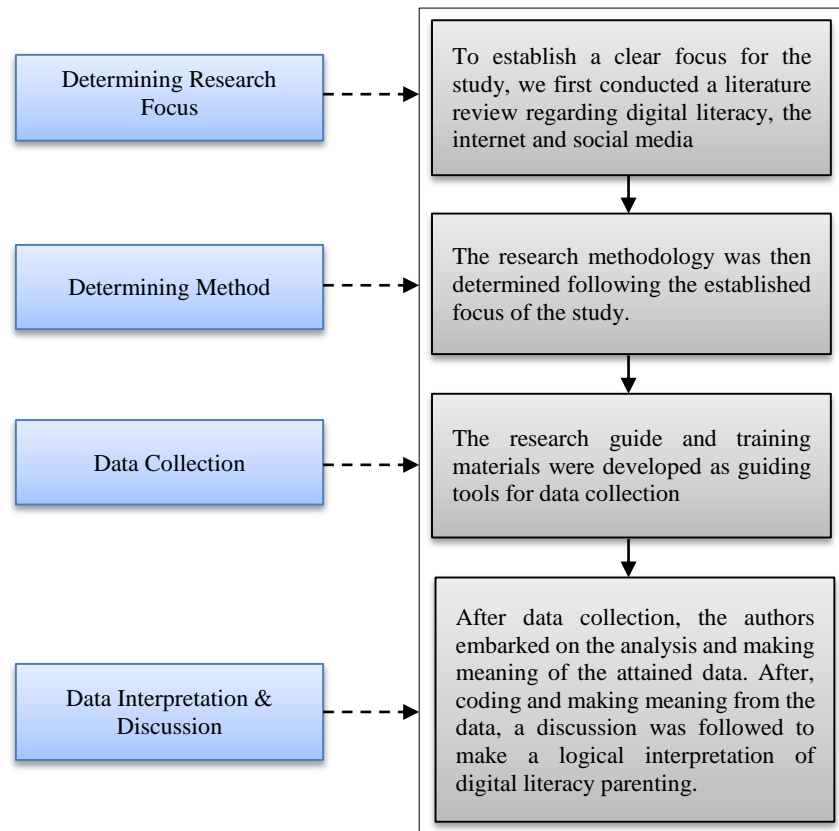 Determining Research
Focus
To establish a clear focus for the
study, we first conducted a literature
review regarding digital literacy, the
internet and social media
Determining Method
The research methodology was then
determined following the established
focus of the study.
Data Collection
The research guide and training
materials were developed as guiding
tools for data collection
Data Interpretation &
Discussion
After data collection, the authors
embarked on the analysis and making
meaning of the attained data. After,
coding and making meaning from the
data, a discussion was followed to
make a logical interpretation of
digital literacy parenting.